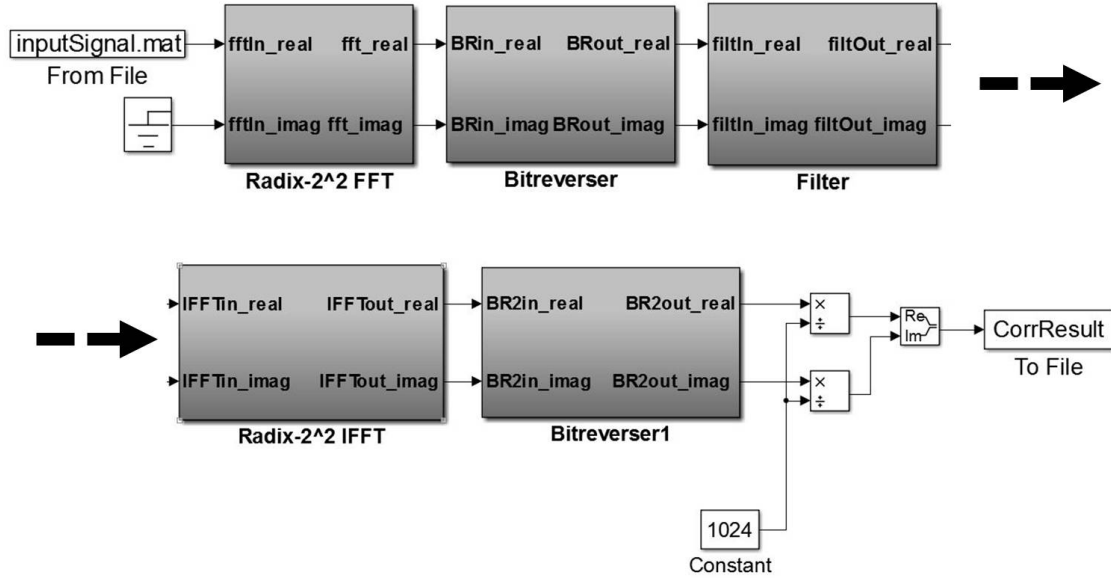 inputSignal.mat
From File
fftIn_real fft_real
fftIn_imag fft_imag
Radix-2^2 FFT
BRin_real BRout_real
BRin_imag BRout_imag
Bitreverser
filtIn_real filtOut_real
filtIn_imag filtOut_imag
Filter
IFFTin_real IFFTout_real
IFFTin_imag IFFTout_imag
Radix-2^2 IFFT
BR2in_real BR2out_real
BR2in_imag BR2out_imag
Bitreverser1
×
÷
×
÷
Re
Im
CorrResult
To File
1024
Constant